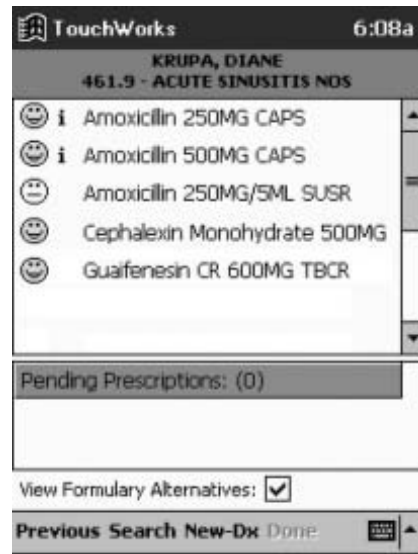 TouchWorks 6:08a
KRUPA, DIANE
461.9 - ACUTE SINUSITIS NOS
i Amoxicillin 250MG CAPS
i Amoxicillin 500MG CAPS
Amoxicillin 250MG/5ML SUSR
Cephalexin Monohydrate 500MG
Guaifenesin CR 600MG TBCR
Pending Prescriptions: (0)
View Formulary Alternatives:
Previous Search New-Dx Done